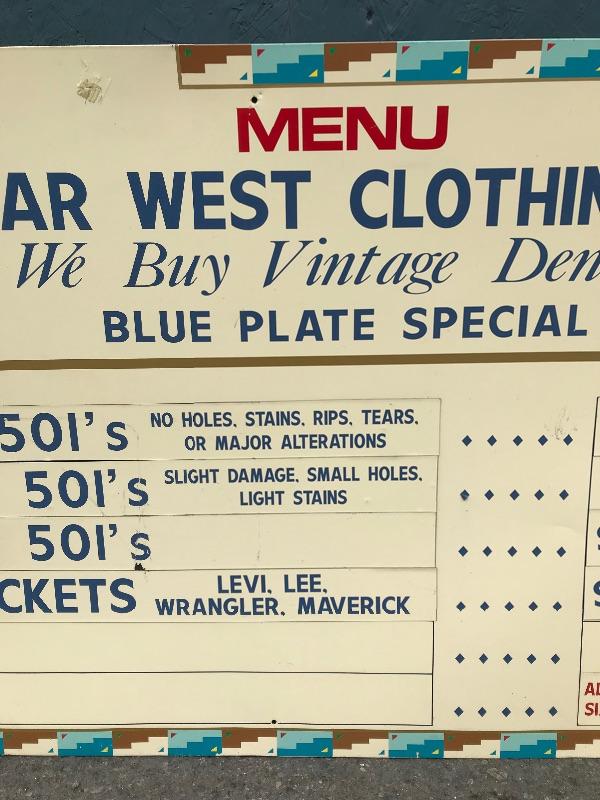 MENU
AR WEST CLOTHIN
We Buy Vintage Den
BLUE PLATE SPECIAL
501's NO HOLES, STAINS, RIPS, TEARS,
OR MAJOR ALTERATIONS
501's SLIGHT DAMAGE, SMALL HOLES,
LIGHT STAINS
501's
CKETS LEVI, LEE,
WRANGLER, MAVERICK